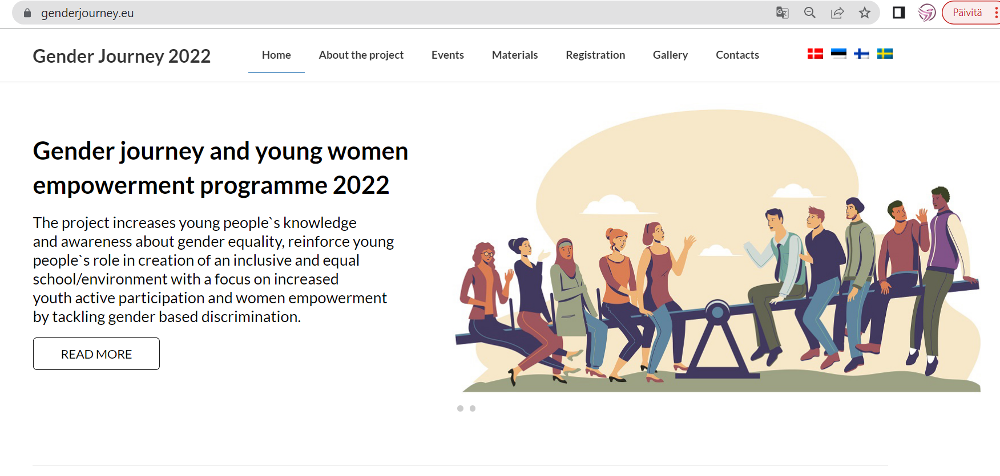 genderjourney.eu
Päivitä
Gender Journey 2022
Home
About the project
Events
Materials
Registration
Gallery
Contacts
Gender journey and young women
empowerment programme 2022
The project increases young people`s knowledge
and awareness about gender equality, reinforce young
people`s role in creation of an inclusive and equal
school/environment with a focus on increased
youth active participation and women empowerment
by tackling gender based discrimination.
READ MORE